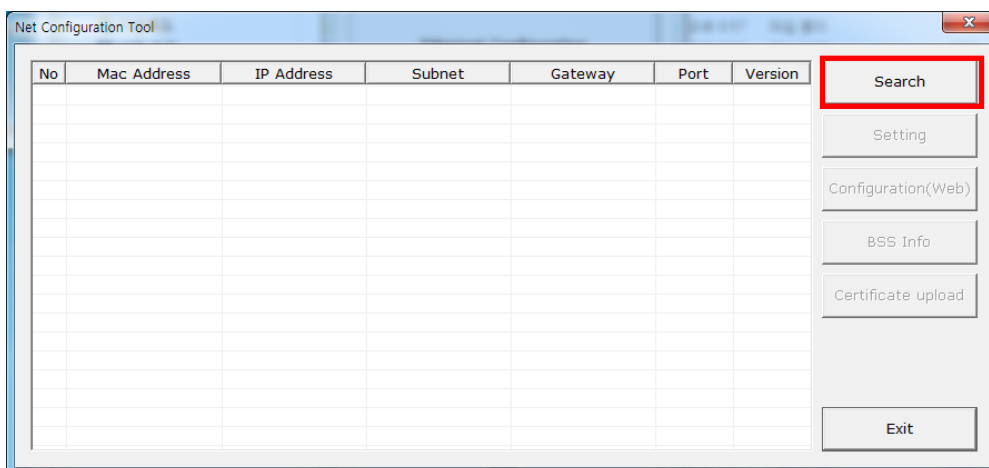 Net Configuration Tool
No Mac Address IP Address Subnet Gateway Port Version
Search
Setting
Configuration(Web)
BSS Info
Certificate upload
Exit